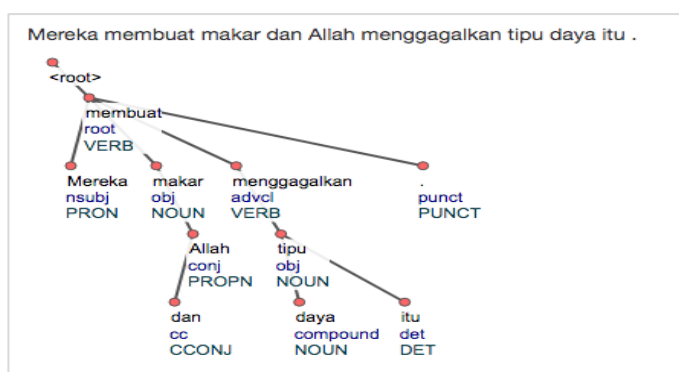 Mereka membuat makar dan Allah menggagalkan tipu daya itu .
<root>
membuat
root
VERB
Mereka makar menggagalkan .
nsubj obj advcl punct
PRON NOUN VERB PUNCT
Allah tipu
conj obj
PROPN NOUN
dan daya itu
cc compound det
CCONJ NOUN DET